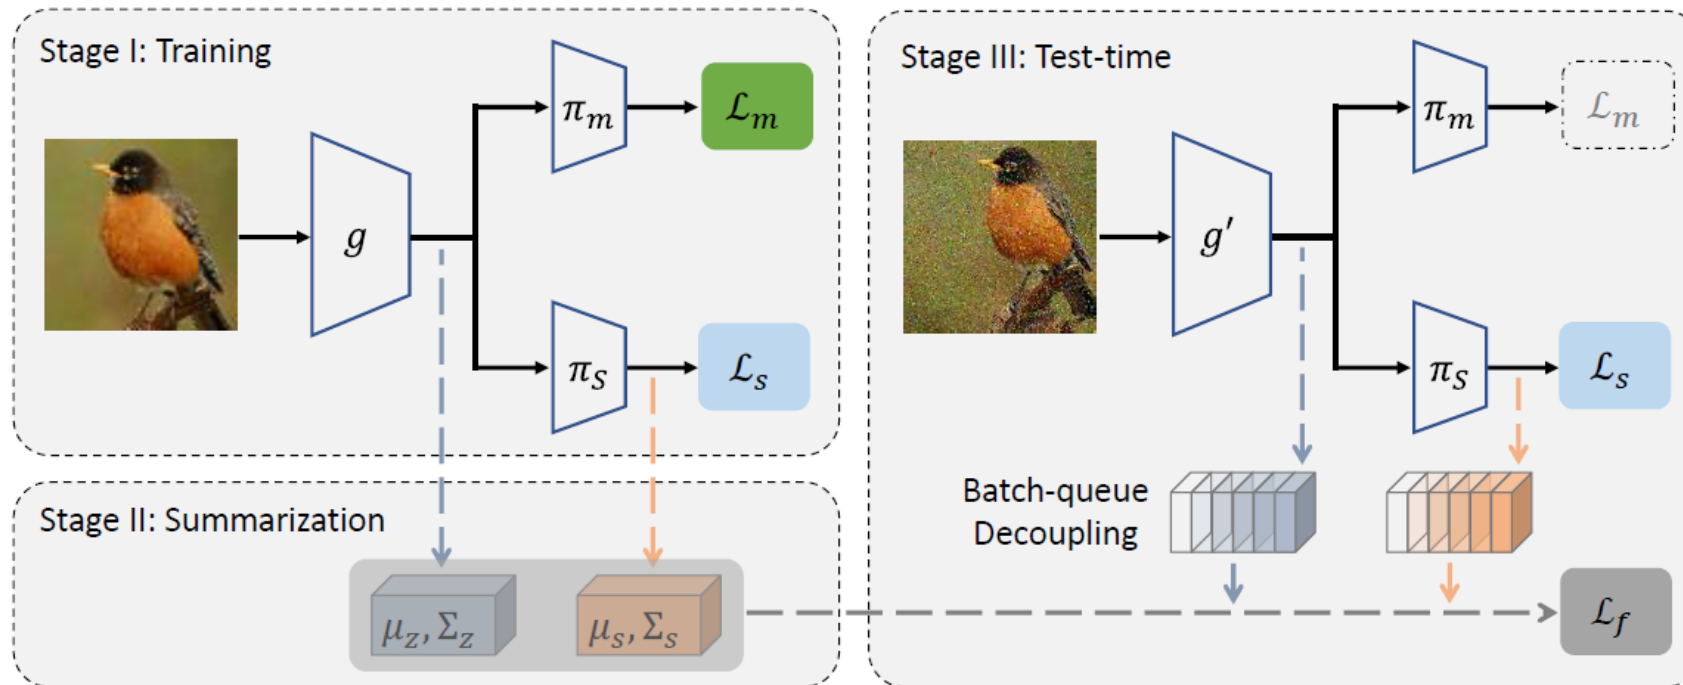 Stage I: Training
π_m
ℒ_m
g
π_S
ℒ_s
Stage II: Summarization
μ_z, Σ_z
μ_s, Σ_s
Stage III: Test-time
π_m
ℒ_m
g′
π_S
ℒ_s
Batch-queue
Decoupling
ℒ_f